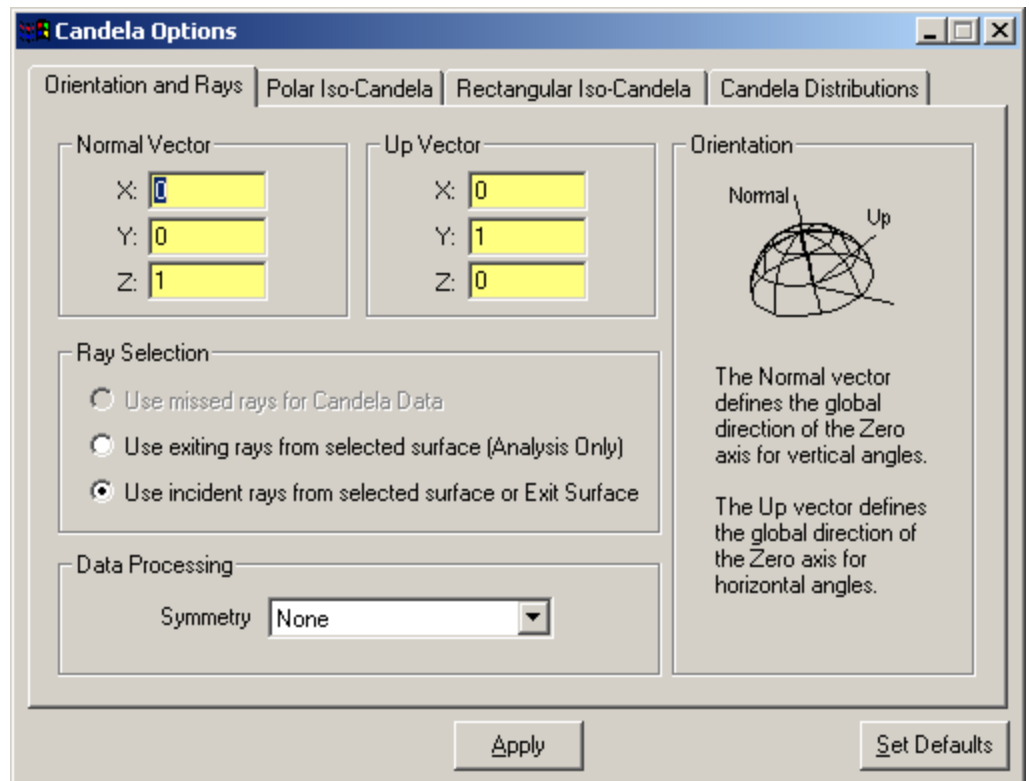 Candela Options
Orientation and Rays
Polar Iso-Candela
Rectangular Iso-Candela
Candela Distributions
Normal Vector
X: 0
Y: 0
Z: 1
Up Vector
X: 0
Y: 1
Z: 0
Orientation
Normal
Up
The Normal vector
defines the global
direction of the Zero
axis for vertical angles.
The Up vector defines
the global direction of
the Zero axis for
horizontal angles.
Ray Selection
Use missed rays for Candela Data
Use exiting rays from selected surface (Analysis Only)
Use incident rays from selected surface or Exit Surface
Data Processing
Symmetry None
Apply
Set Defaults